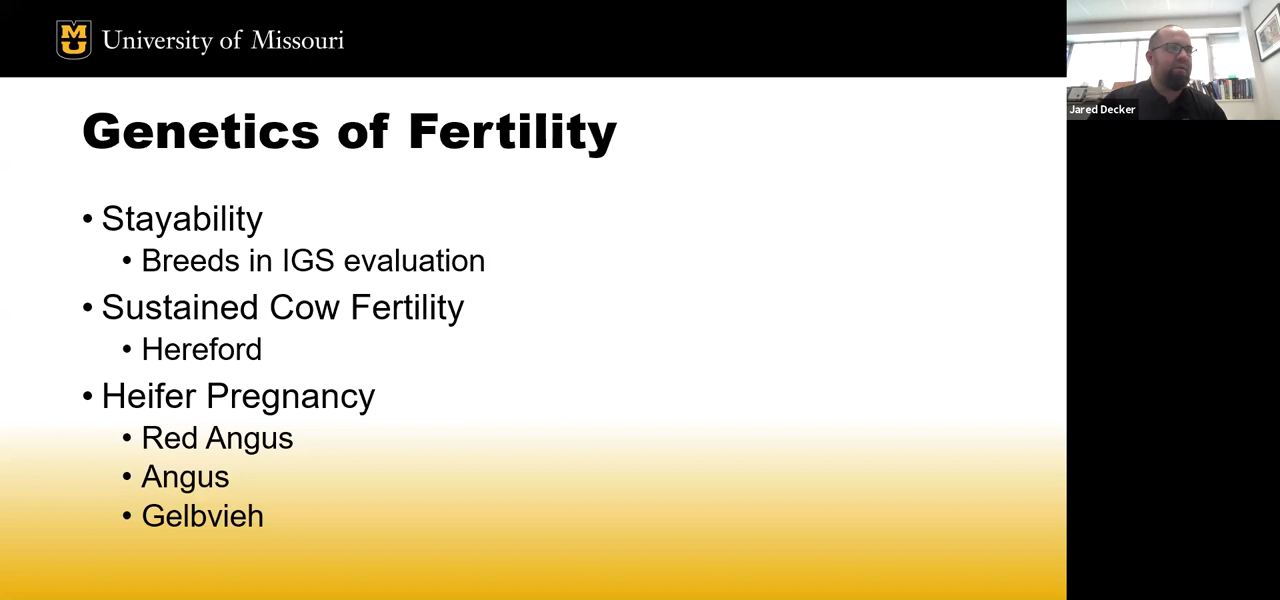 MU
University of Missouri
Jared Decker
Genetics of Fertility
• Stayability
• Breeds in IGS evaluation
• Sustained Cow Fertility
• Hereford
• Heifer Pregnancy
• Red Angus
• Angus
• Gelbvieh